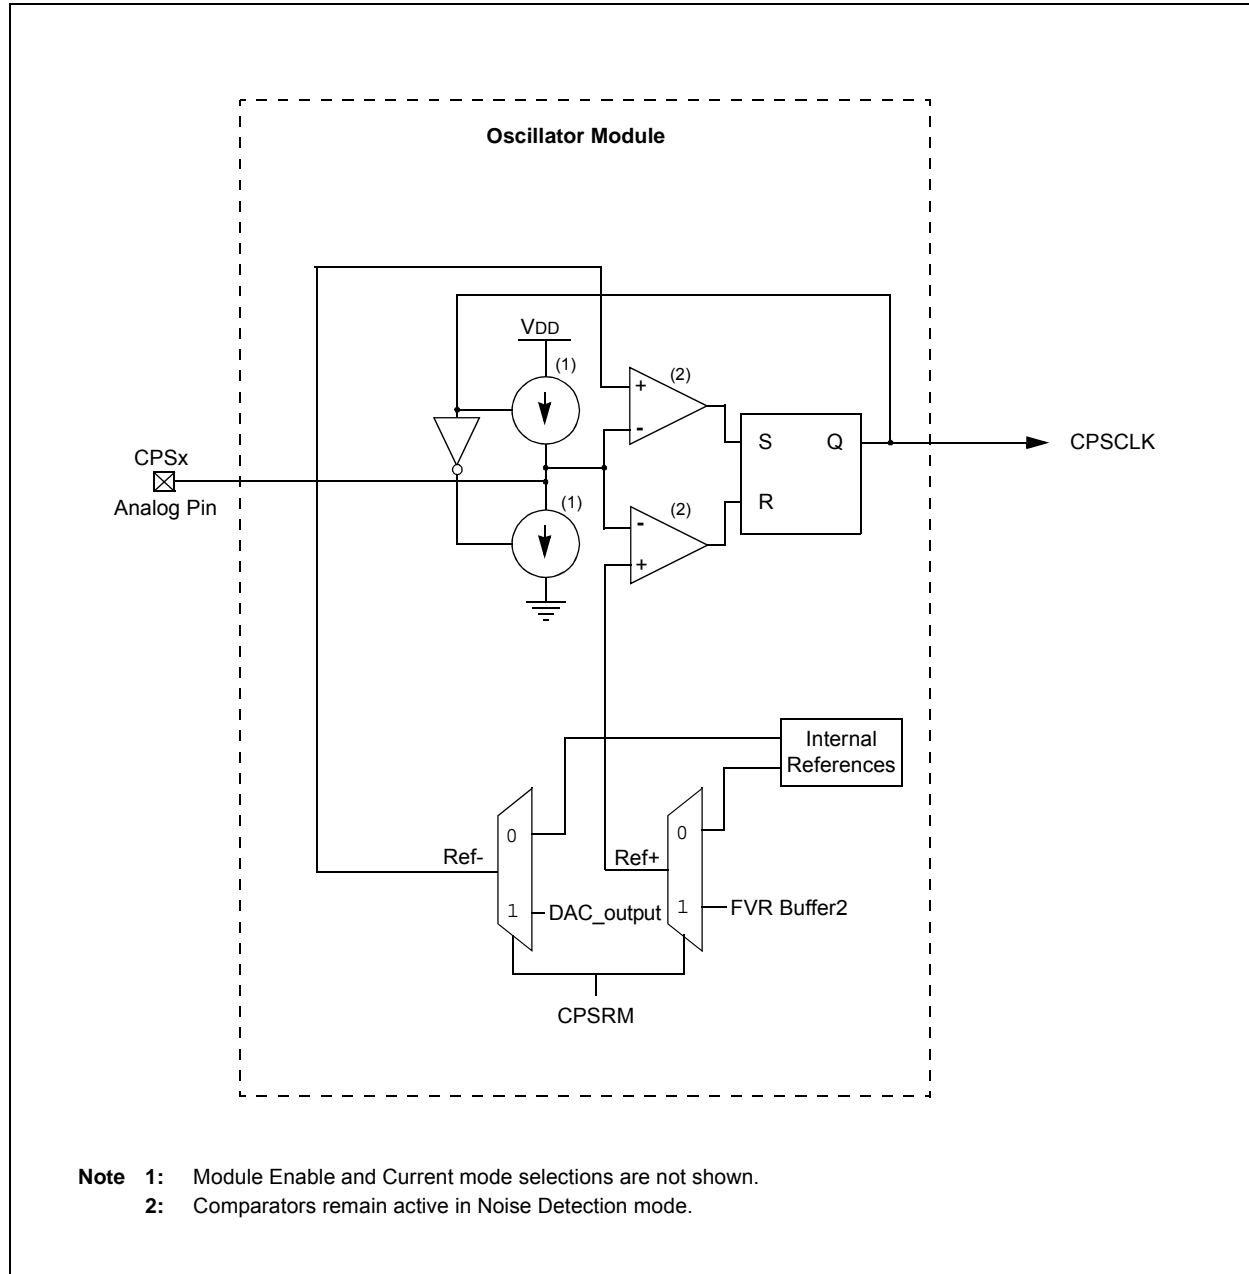 Oscillator Module
VDD
(1)
(2)
+
-
S Q
R
CPSCLK
CPSx
Analog Pin
(1)
(2)
-
+
Internal
References
0
Ref-
1
DAC_output
0
Ref+
1
FVR Buffer2
CPSRM
Note 1: Module Enable and Current mode selections are not shown.
2: Comparators remain active in Noise Detection mode.